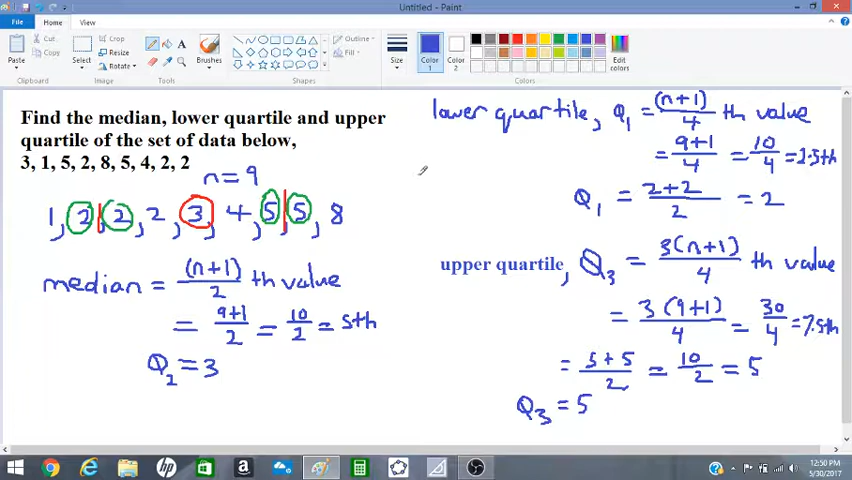 Untitled - Paint
File
Home
View
Paste
Cut
Copy
Clipboard
Select
Crop
Resize
Rotate
Image
Brushes
Tools
Outline
Fill
Shapes
Size
Color 1
Color 2
Edit colors
Colors
Find the median, lower quartile and upper
quartile of the set of data below,
3, 1, 5, 2, 8, 5, 4, 2, 2
n = 9
1, 2, 2, 2, 3, 4, 5, 5, 8
median = (n+1)/2 th value
= 9+1/2 = 10/2 = 5th
Q2 = 3
lower quartile, Q1 = (n+1)/4 th value
= 9+1/4 = 10/4 = 2.5th
Q1 = 2+2/2 = 2
upper quartile, Q3 = 3(n+1)/4 th value
= 3(9+1)/4 = 30/4 = 7.5th
= 5+5/2 = 10/2 = 5
Q3 = 5
12:50 PM
5/30/2017